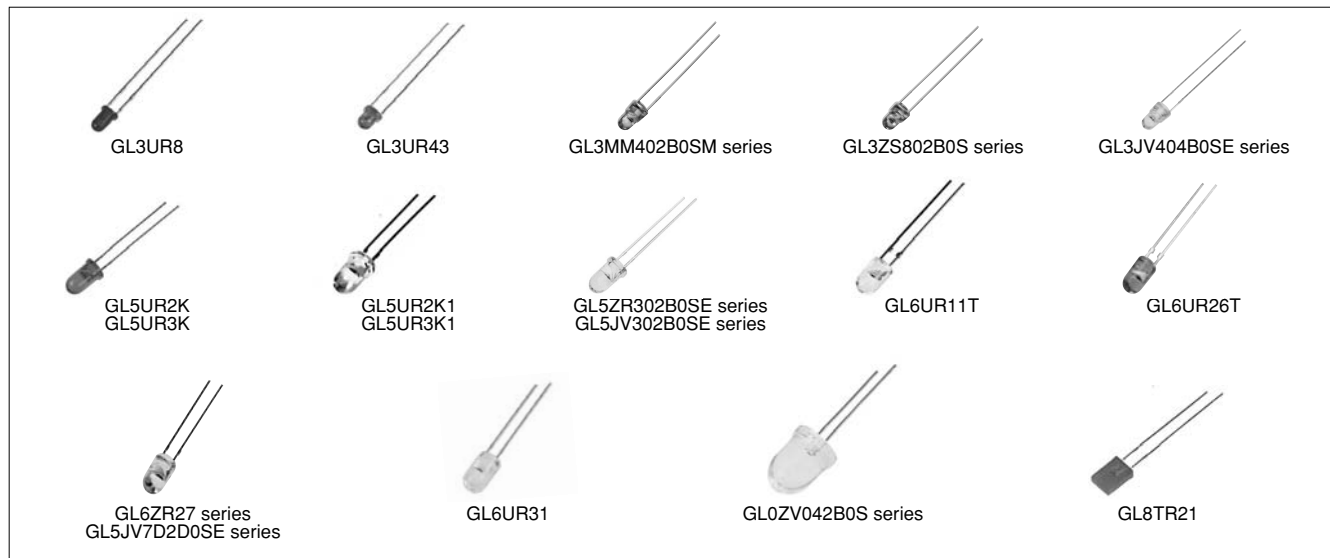 GL3UR8
GL3UR43
GL3MM402B0SM series
GL3ZS802B0S series
GL3JV404B0SE series
GL5UR2K
GL5UR3K
GL5UR2K1
GL5UR3K1
GL5ZR302B0SE series
GL5JV302B0SE series
GL6UR11T
GL6UR26T
GL6ZR27 series
GL5JV7D2D0SE series
GL6UR31
GL0ZV042B0S series
GL8TR21